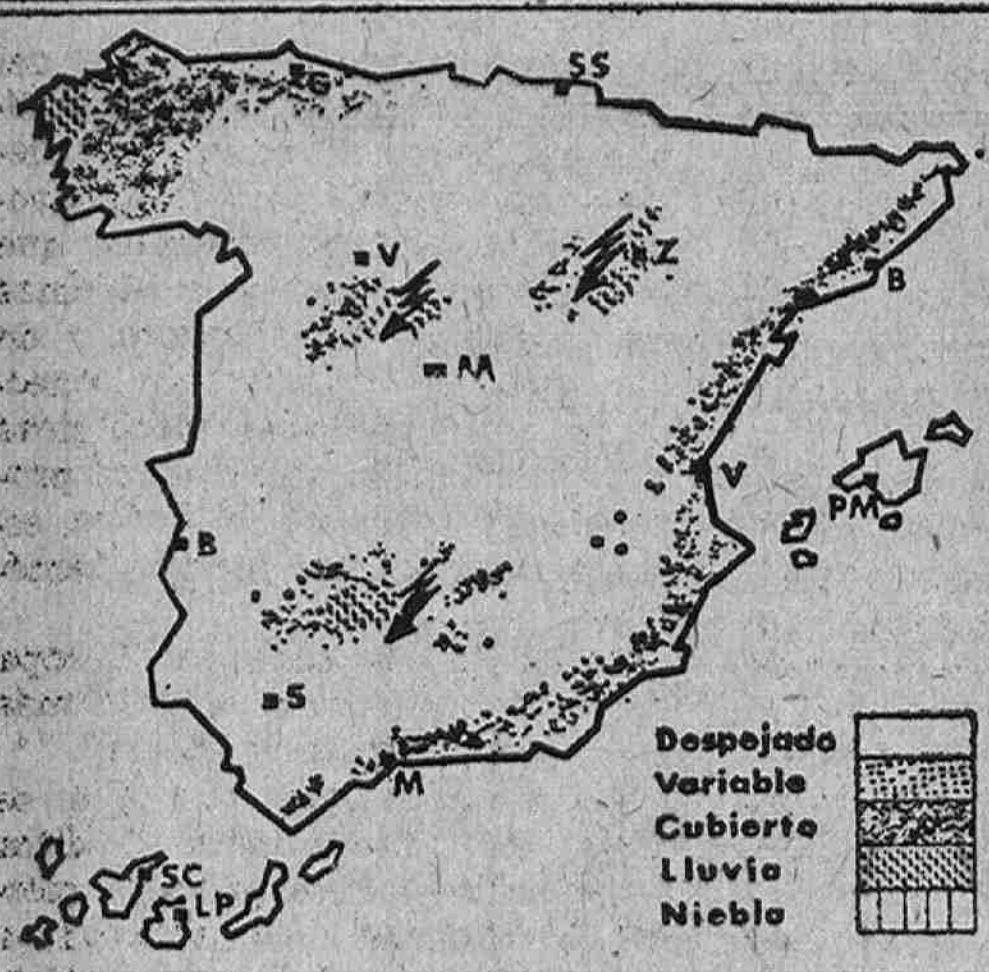 SS
G
V
Z
B
M
V
PM
B
S
M
SC
LP
Despejado
Variable
Cubierto
Lluvia
Niebla